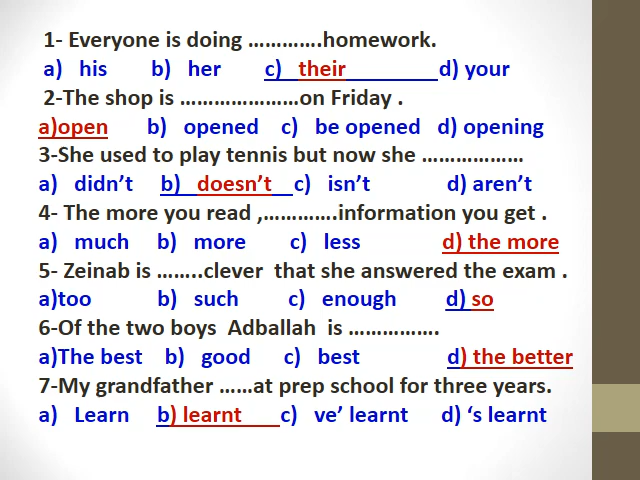 1- Everyone is doing ………….homework.
a) his b) her c) their d) your
2-The shop is …………………on Friday .
a)open b) opened c) be opened d) opening
3-She used to play tennis but now she ………………
a) didn’t b) doesn’t c) isn’t d) aren’t
4- The more you read ,………….information you get .
a) much b) more c) less d) the more
5- Zeinab is ……..clever that she answered the exam .
a)too b) such c) enough d) so
6-Of the two boys Adballah is …………….
a)The best b) good c) best d) the better
7-My grandfather ……at prep school for three years.
a) Learn b) learnt c) ve’ learnt d) ‘s learnt